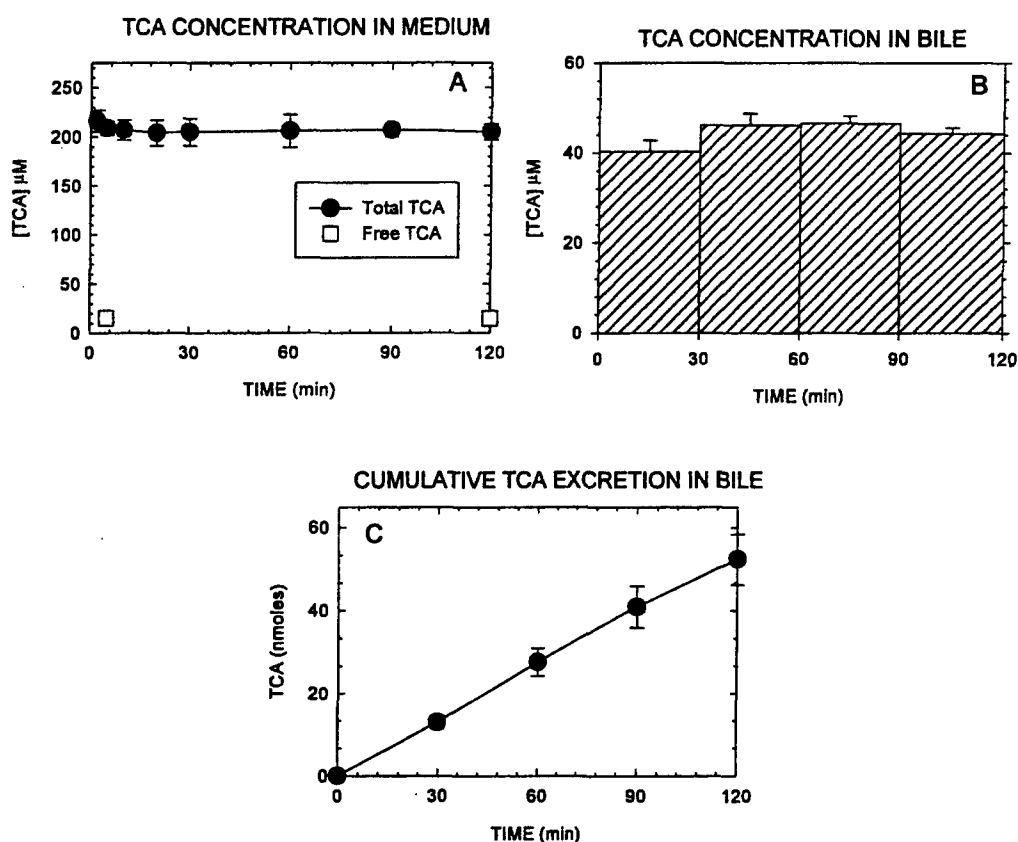 TCA CONCENTRATION IN MEDIUM
A
250
200
150
100
50
0
[TCA] µM
Total TCA
Free TCA
0 30 60 90 120
TIME (min)
TCA CONCENTRATION IN BILE
B
60
40
20
0
[TCA] µM
0 30 60 90 120
TIME (min)
CUMULATIVE TCA EXCRETION IN BILE
C
60
40
20
0
TCA (nmoles)
0 30 60 90 120
TIME (min)